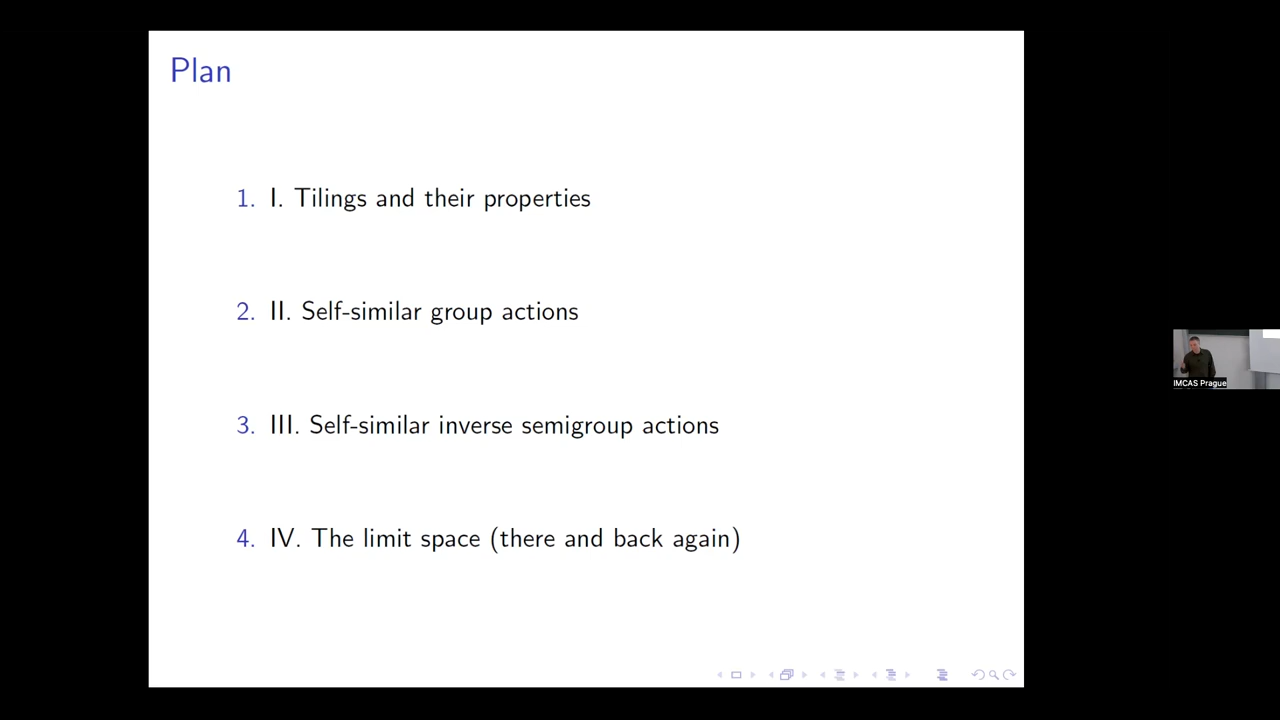 Plan
1. I. Tilings and their properties
2. II. Self-similar group actions
3. III. Self-similar inverse semigroup actions
4. IV. The limit space (there and back again)
IMCAS Prague